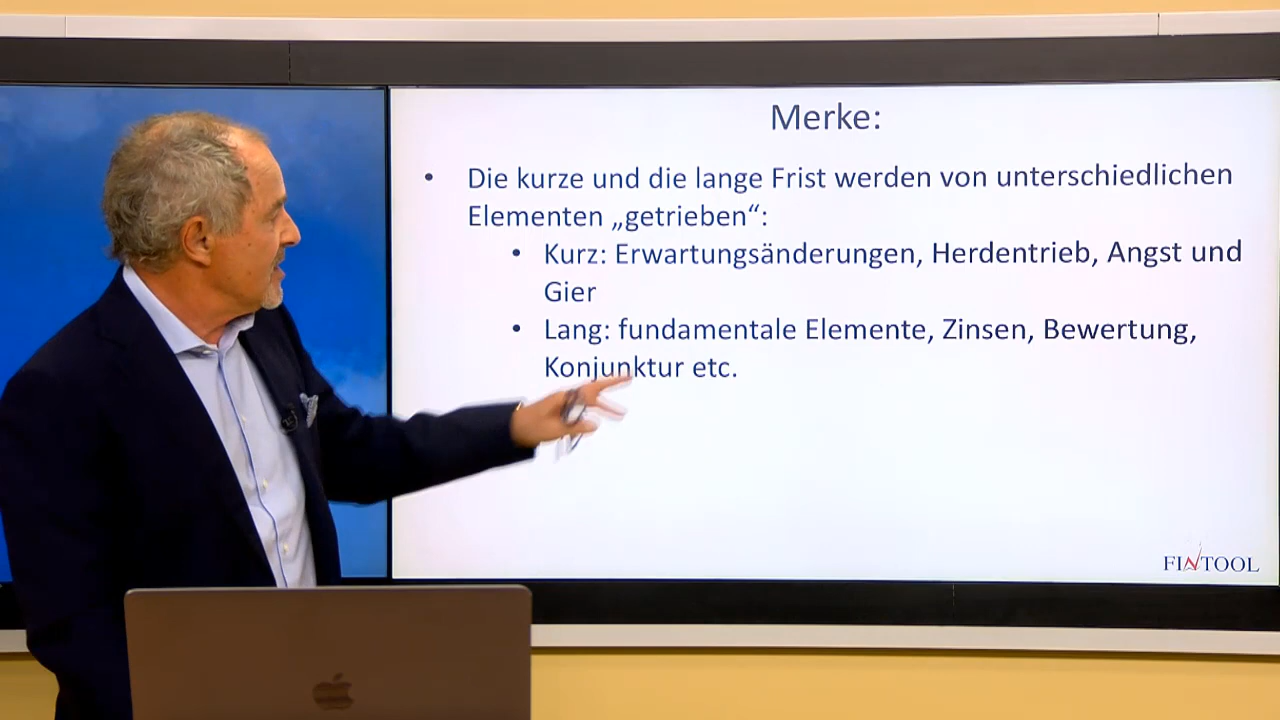 Merke:
• Die kurze und die lange Frist werden von unterschiedlichen
Elementen „getrieben“:
• Kurz: Erwartungsänderungen, Herdentrieb, Angst und
Gier
• Lang: fundamentale Elemente, Zinsen, Bewertung,
Konjunktur etc.
FINTOOL